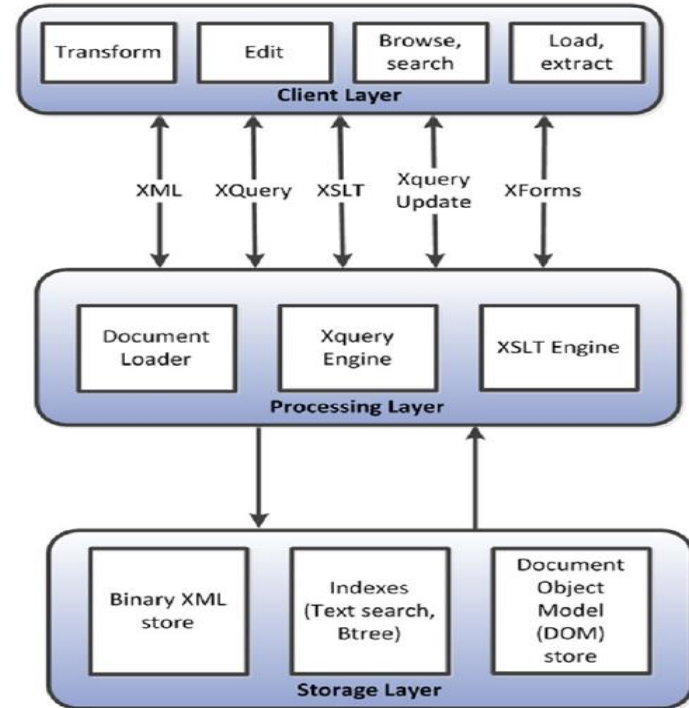 Transform
Edit
Browse,
search
Load,
extract
Client Layer
XML
XQuery
XSLT
Xquery
Update
XForms
Document
Loader
Xquery
Engine
XSLT Engine
Processing Layer
Binary XML
store
Indexes
(Text search,
Btree)
Document
Object
Model
(DOM)
store
Storage Layer